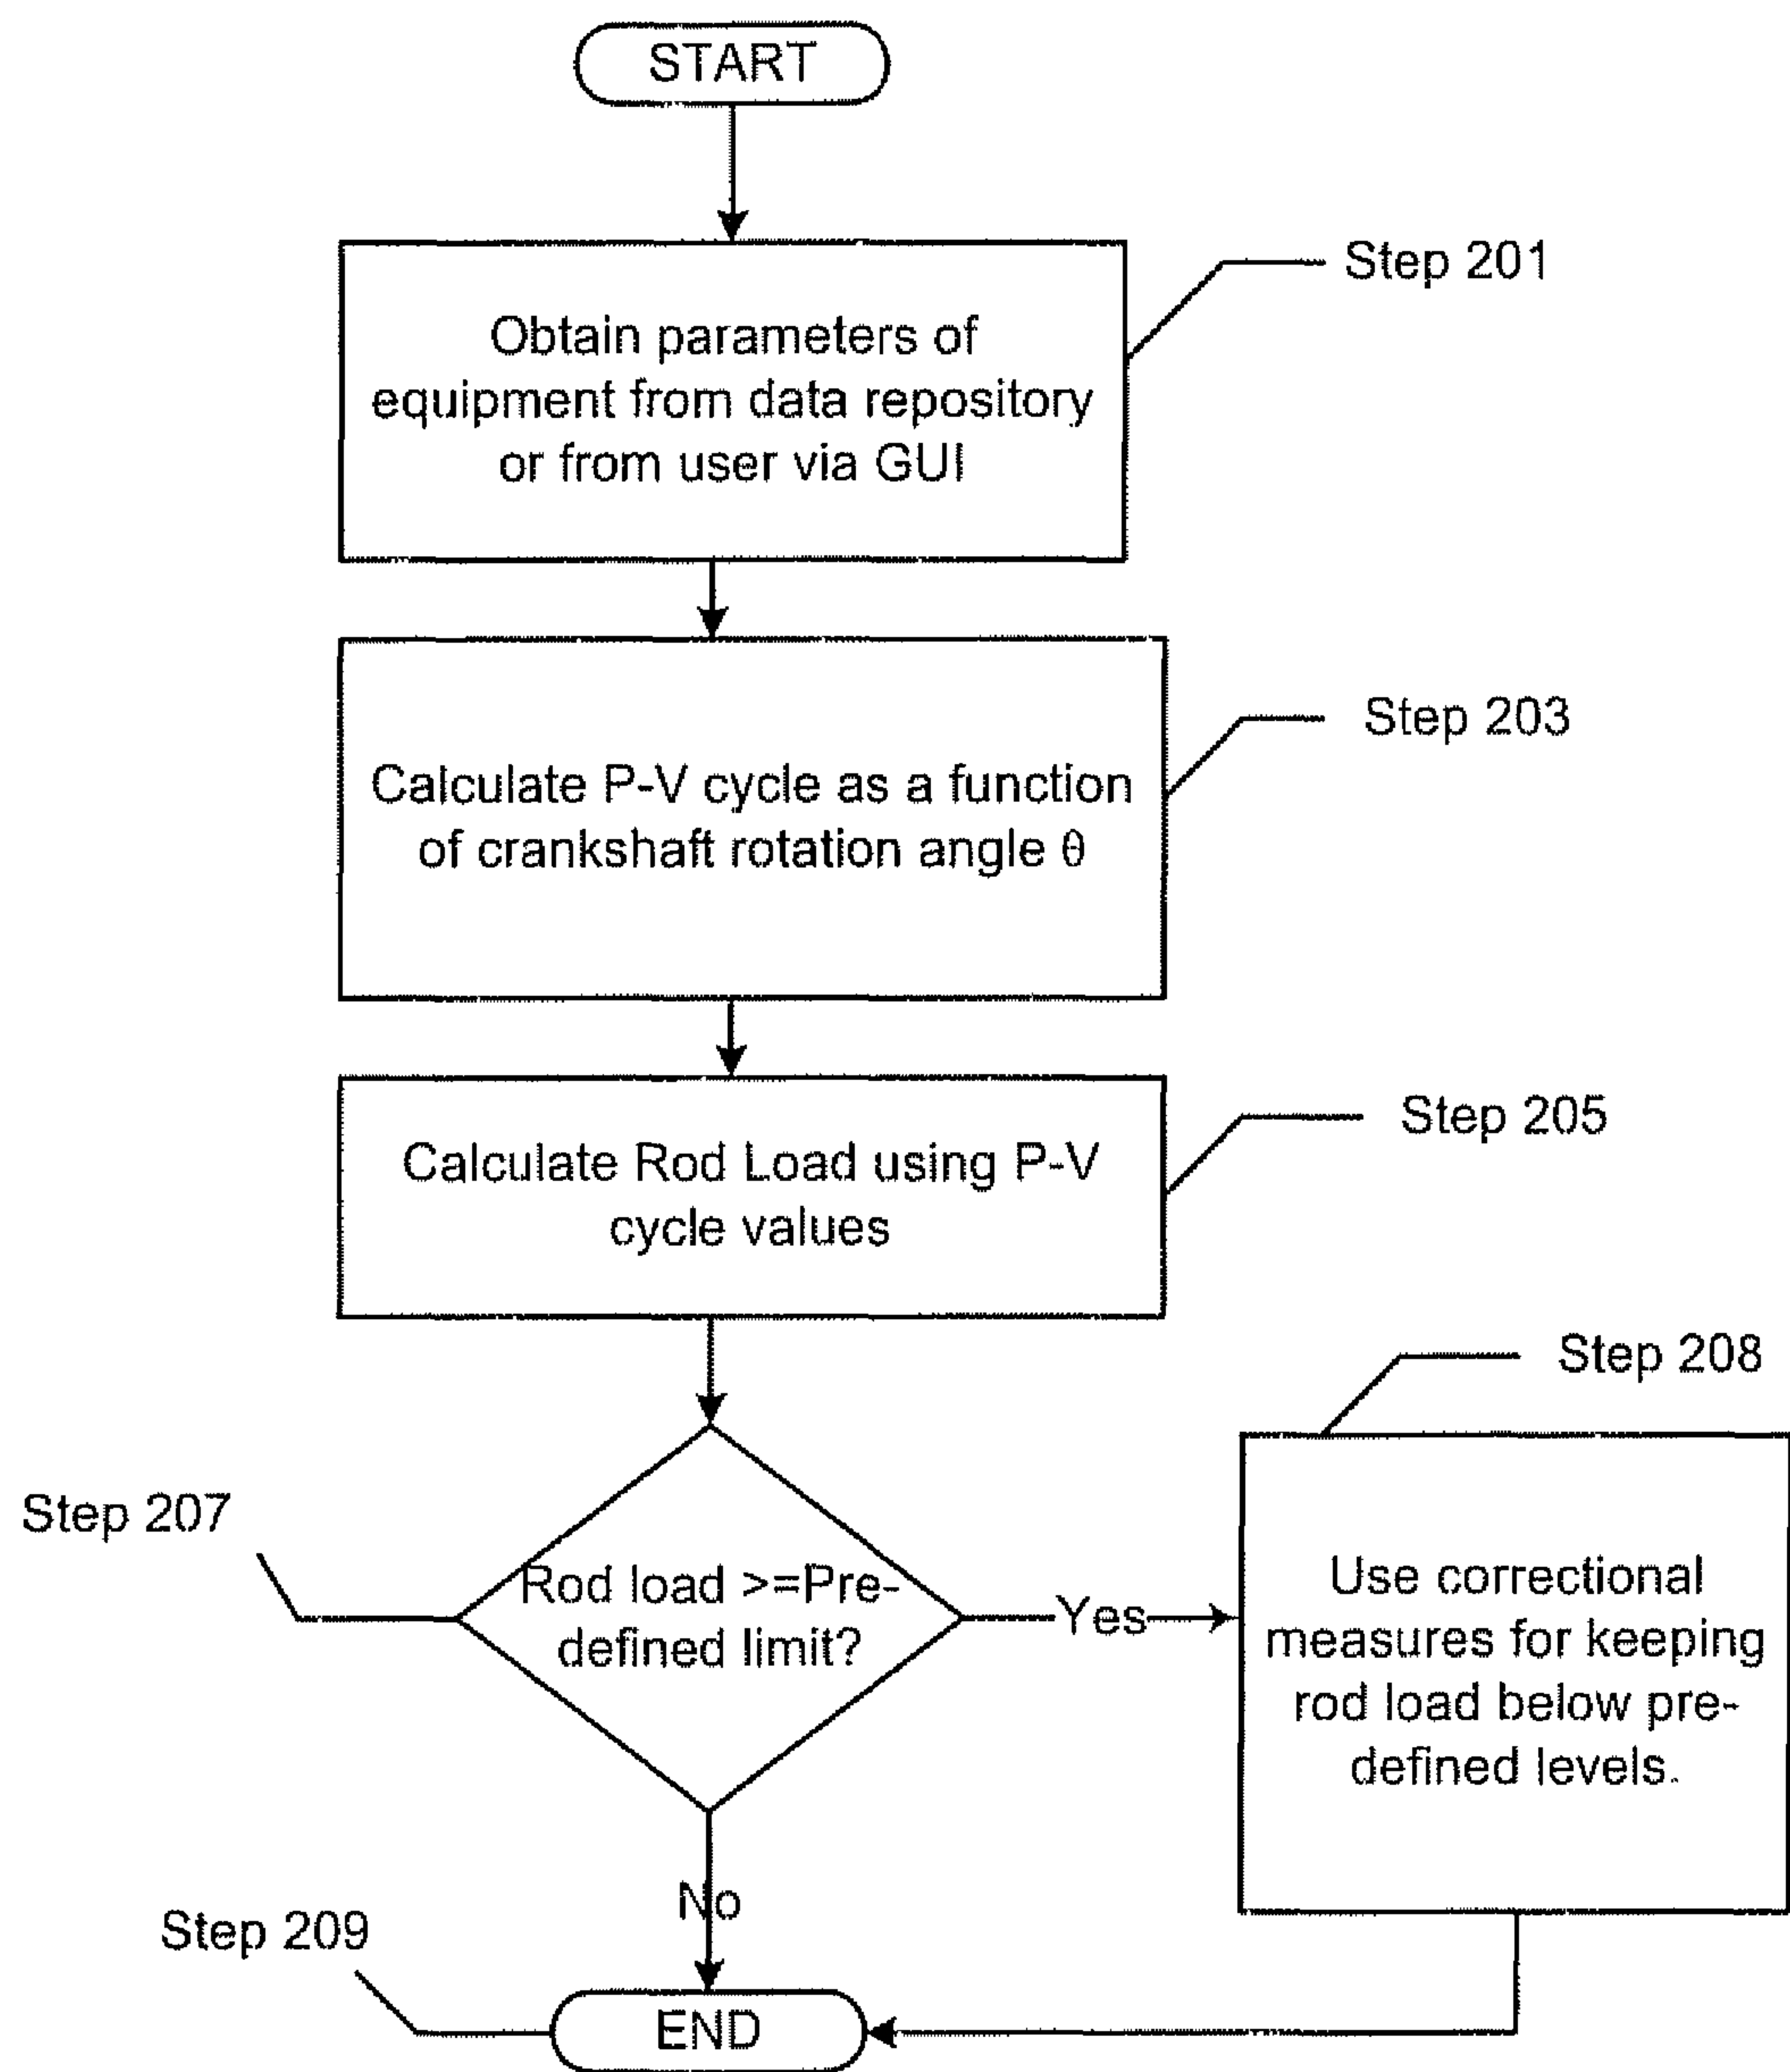 START
Step 201
Obtain parameters of
equipment from data repository
or from user via GUI
Step 203
Calculate P-V cycle as a function
of crankshaft rotation angle θ
Step 205
Calculate Rod Load using P-V
cycle values
Step 208
Step 207
Rod load >=Pre-
defined limit?
Yes
Use correctional
measures for keeping
rod load below pre-
defined levels.
No
Step 209
END